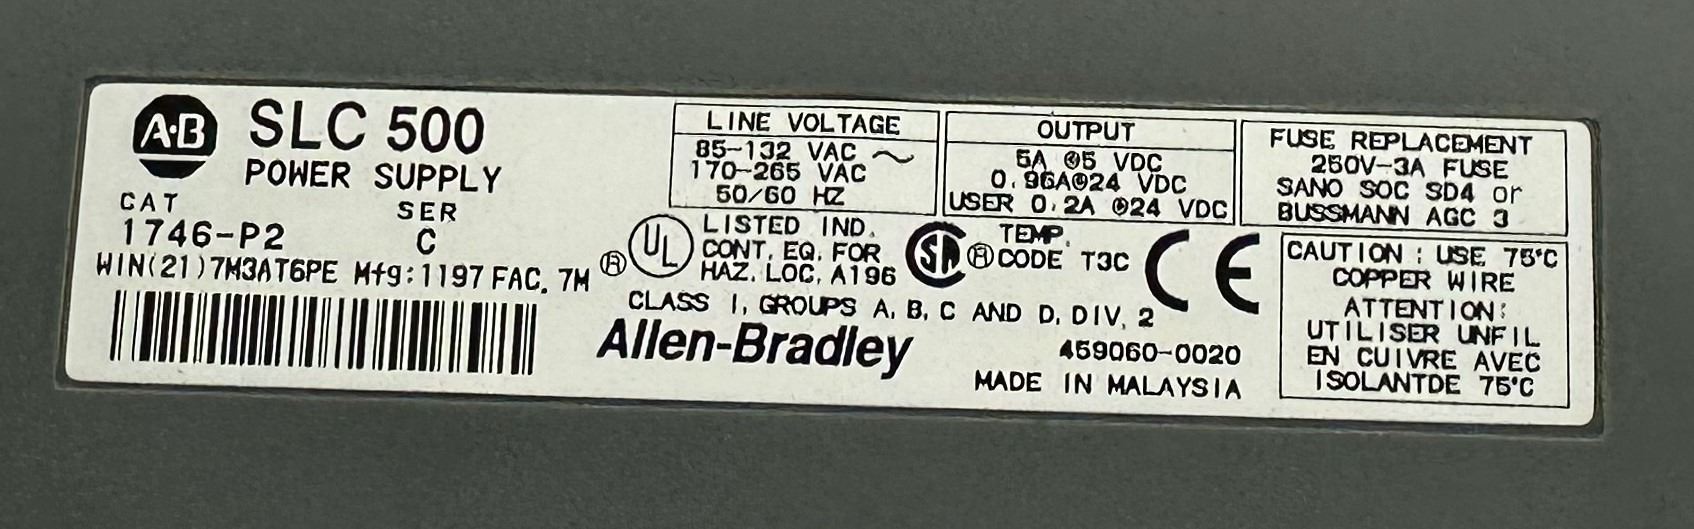 A·B
SLC 500
POWER SUPPLY
CAT
SER
1746-P2
C
WIN(21)7M3AT6PE Mfg:1197 FAC. 7M
LINE VOLTAGE
85-132 VAC ~
170-265 VAC
50/60 HZ
OUTPUT
5A @5 VDC
0.96A@24 VDC
USER 0.2A @24 VDC
FUSE REPLACEMENT
250V-3A FUSE
SANO SOC SD4 or
BUSSMANN AGC 3
® UL LISTED IND.
CONT. EQ. FOR
HAZ. LOC. A196
SA ® TEMP.
CODE T3C
CE
CLASS I, GROUPS A, B, C AND D, DIV. 2
Allen-Bradley
459060-0020
MADE IN MALAYSIA
CAUTION : USE 75°C
COPPER WIRE
ATTENTION:
UTILISER UNFIL
EN CUIVRE AVEC
ISOLANTDE 75°C